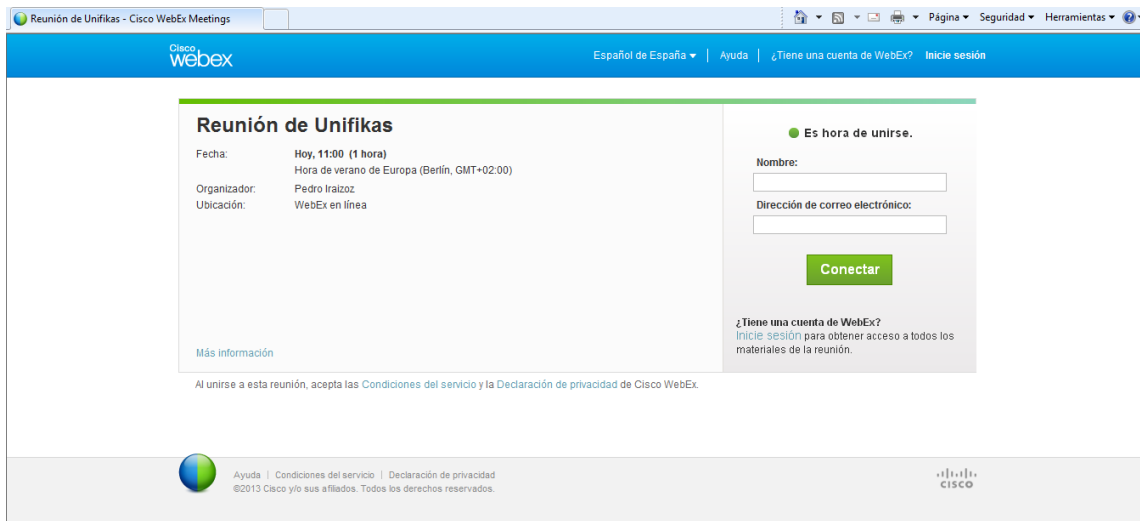 Reunión de Unifikas - Cisco WebEx Meetings
Página Seguridad Herramientas
Cisco
webex
Español de España Ayuda ¿Tiene una cuenta de WebEx? Inicie sesión
Reunión de Unifikas
Fecha: Hoy, 11:00 (1 hora)
Hora de verano de Europa (Berlín, GMT+02:00)
Organizador: Pedro Iraizoz
Ubicación: WebEx en línea
Más información
Es hora de unirse.
Nombre:
Dirección de correo electrónico:
Conectar
¿Tiene una cuenta de WebEx?
Inicie sesión para obtener acceso a todos los
materiales de la reunión.
Al unirse a esta reunión, acepta las Condiciones del servicio y la Declaración de privacidad de Cisco WebEx.
Ayuda | Condiciones del servicio | Declaración de privacidad
©2013 Cisco y/o sus afiliados. Todos los derechos reservados.
CISCO